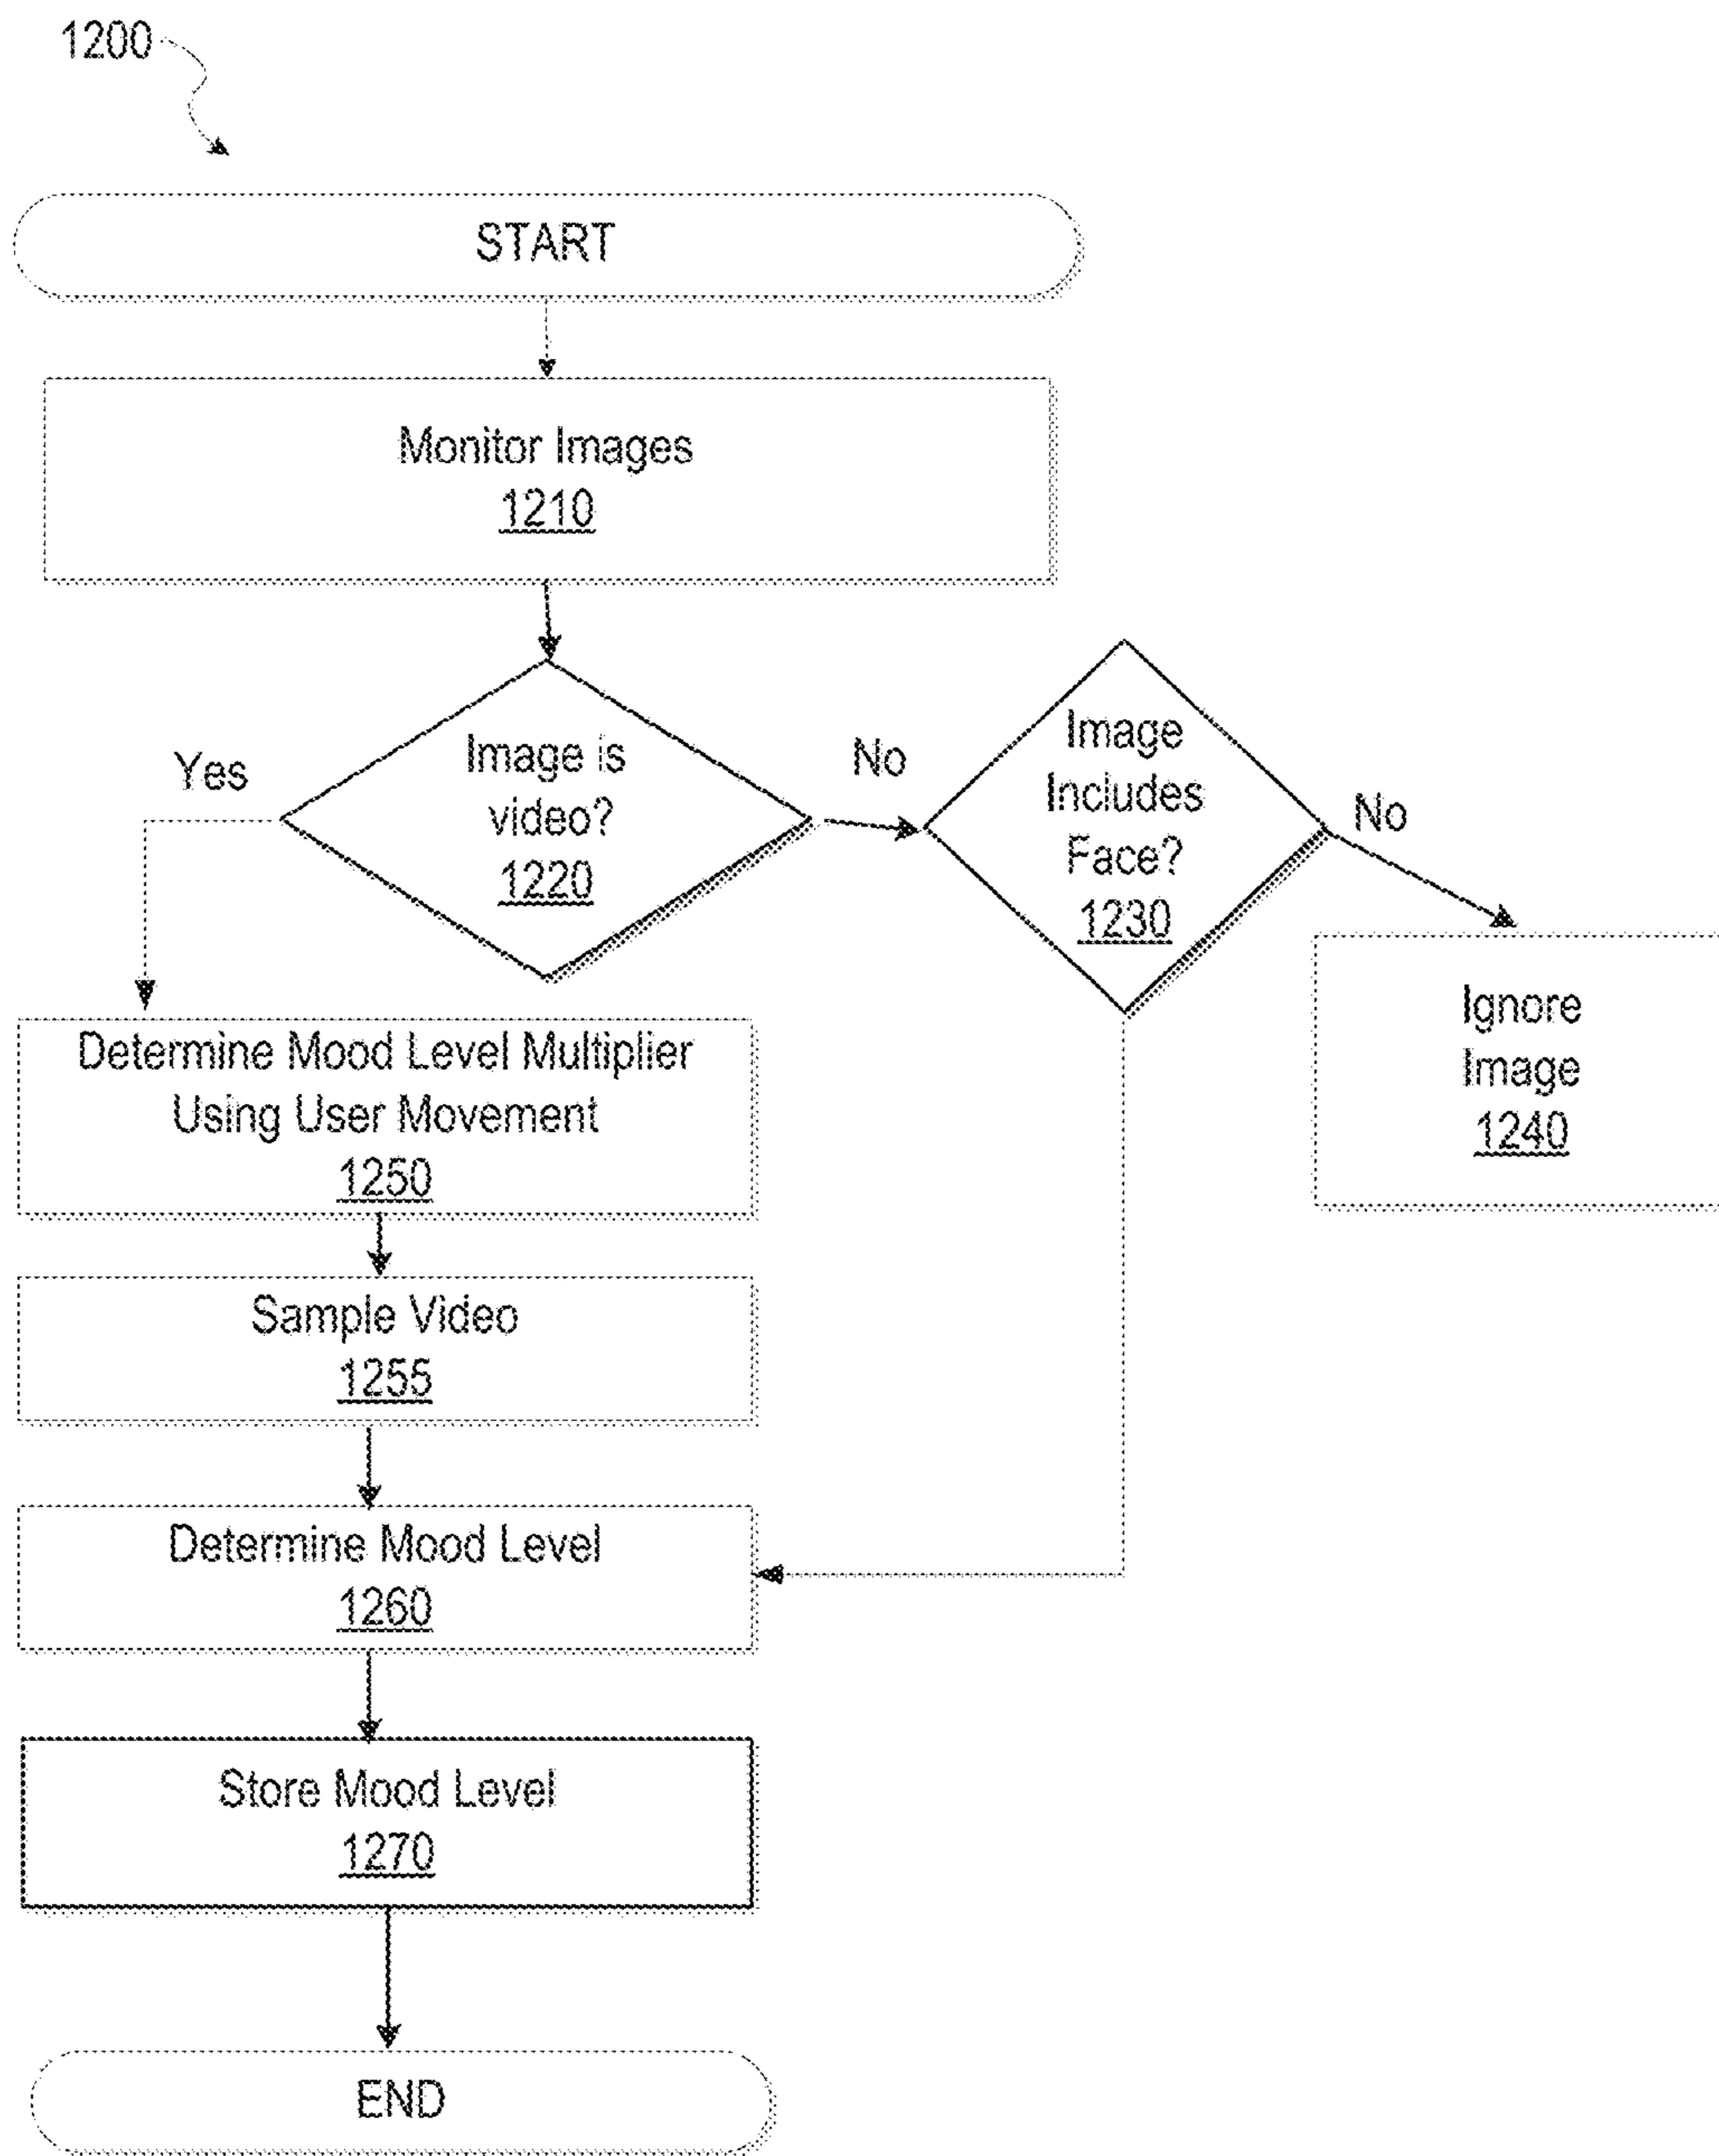 1200
START
Monitor Images
1210
Yes
Image is
video?
1220
No
Image
Includes
Face?
1230
No
Ignore
Image
1240
Determine Mood Level Multiplier
Using User Movement
1250
Sample Video
1255
Determine Mood Level
1260
Store Mood Level
1270
END